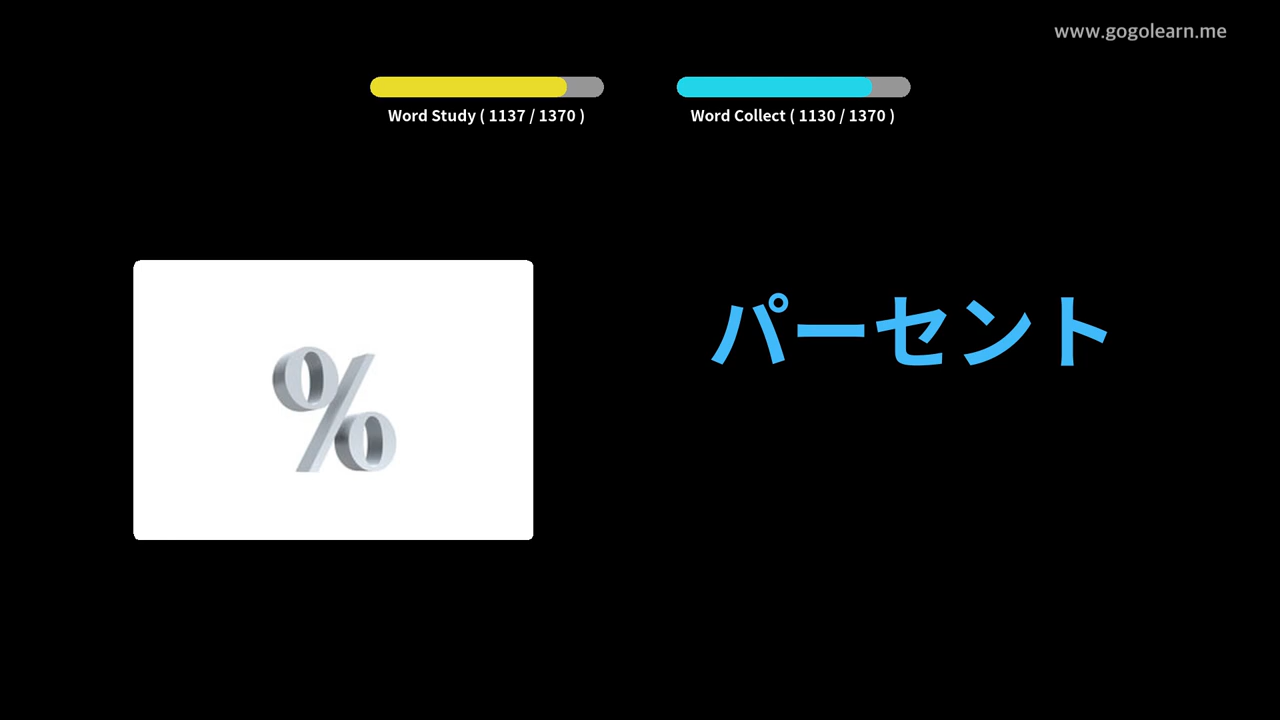 www.gogolearn.me
Word Study ( 1137 / 1370 )
Word Collect ( 1130 / 1370 )
%
パーセント